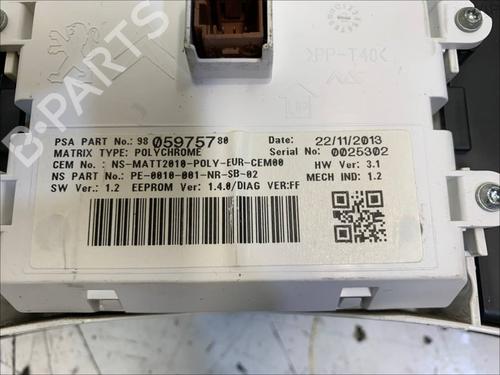 >PP-T40<
PSA PART No.: 98 059757 80 Date: 22/11/2013
MATRIX TYPE: POLYCHROME Serial No: 0025302
CEM No.: NS-MATT2010-POLY-EUR-CEM00 HW Ver.: 3.1
NS PART No.: PE-0010-001-NR-SB-02 MECH IND: 1.2
SW Ver.: 1.2 EEPROM Ver.: 1.4.0/DIAG VER:FF